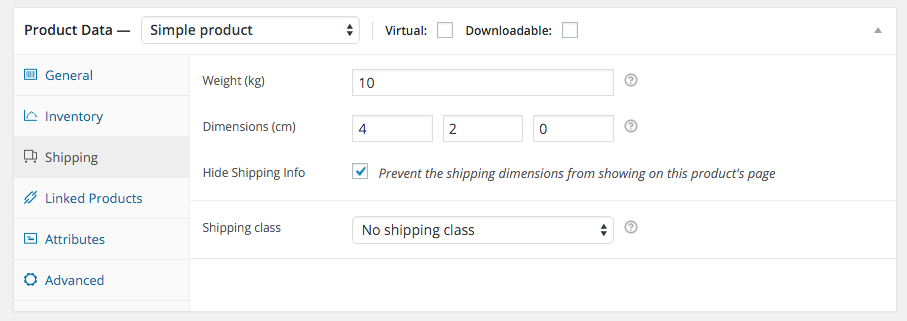 Product Data — Simple product Virtual: Downloadable:
General
Inventory
Shipping
Linked Products
Attributes
Advanced
Weight (kg) 10 ?
Dimensions (cm) 4 2 0 ?
Hide Shipping Info Prevent the shipping dimensions from showing on this product's page
Shipping class No shipping class ?